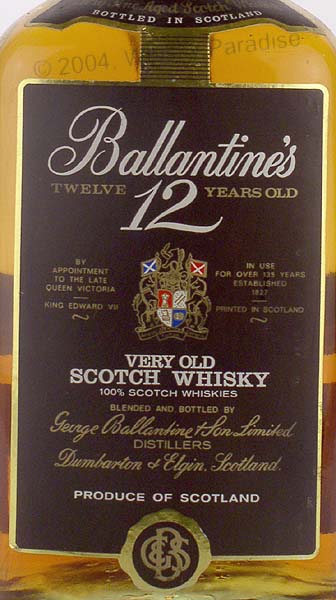 Aged Scotch
BOTTLED IN SCOTLAND
© 2004. W Paradise
Ballantine's
TWELVE 12 YEARS OLD
BY
APPOINTMENT
TO THE LATE
QUEEN VICTORIA
KING EDWARD VII
IN USE
FOR OVER 135 YEARS
ESTABLISHED
1827
PRINTED IN SCOTLAND
VERY OLD
SCOTCH WHISKY
100% SCOTCH WHISKIES
BLENDED AND BOTTLED BY
George Ballantine & Son Limited
DISTILLERS
Dumbarton & Elgin, Scotland.
PRODUCE OF SCOTLAND